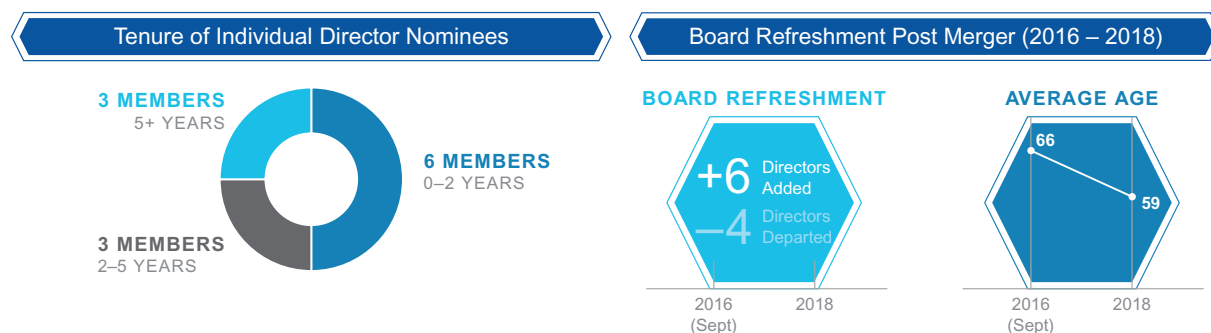 Tenure of Individual Director Nominees
3 MEMBERS
5+ YEARS
6 MEMBERS
0–2 YEARS
3 MEMBERS
2–5 YEARS
Board Refreshment Post Merger (2016 – 2018)
BOARD REFRESHMENT
+6 Directors
Added
–4 Directors
Departed
2016
(Sept)
2018
AVERAGE AGE
66
59
2016
(Sept)
2018